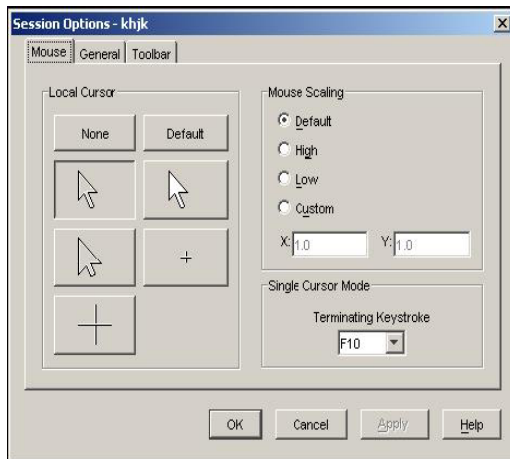 Session Options - khjk
Mouse General Toolbar
Local Cursor
None Default
Mouse Scaling
Default
High
Low
Custom
X: 1.0 Y: 1.0
Single Cursor Mode
Terminating Keystroke
F10
OK Cancel Apply Help